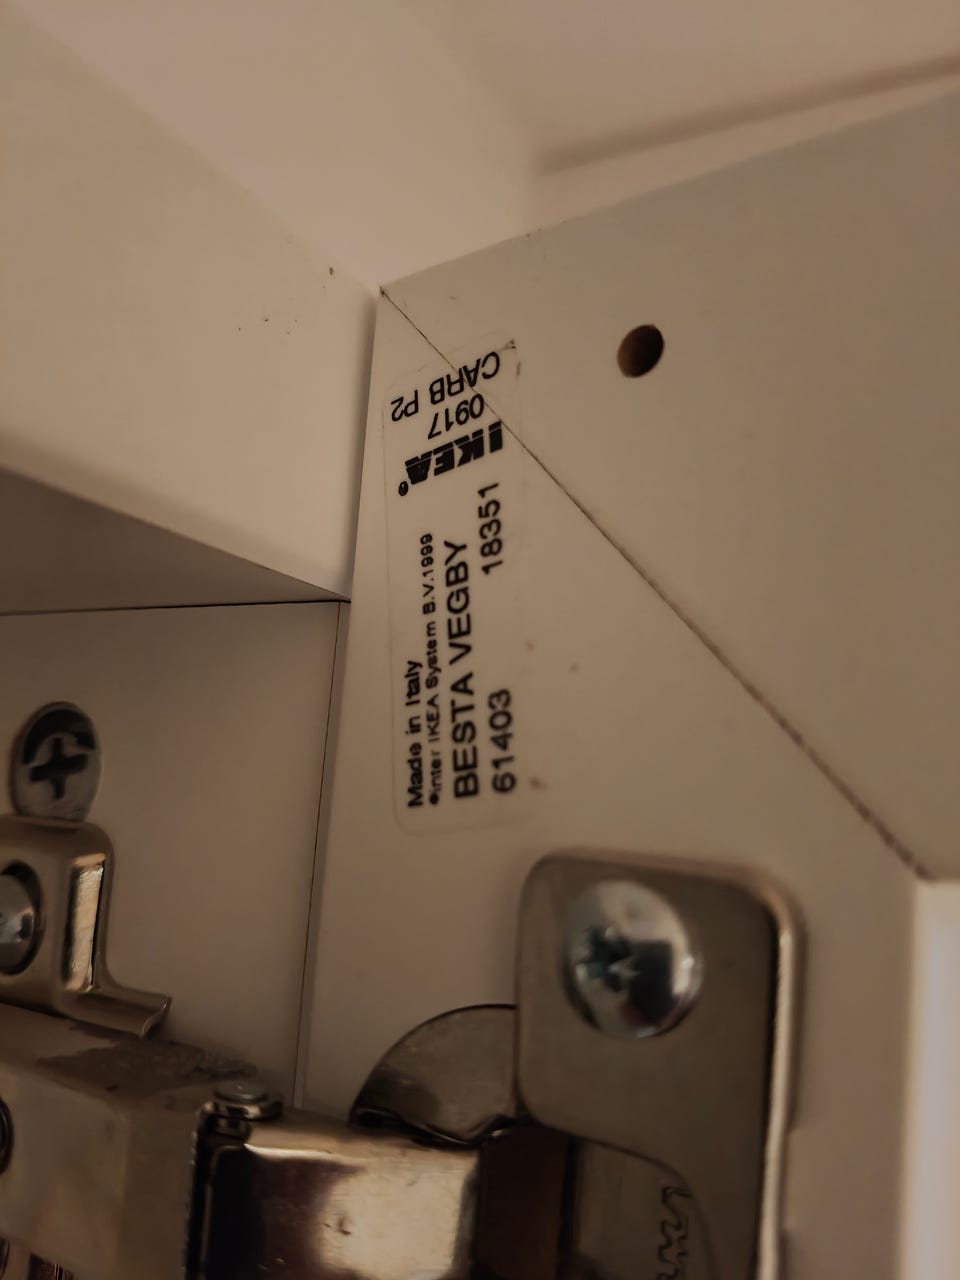 Made in Italy
©Inter IKEA System B.V.1999
BESTA VEGBY
61403 18351
IKEA®
0917
CARB P2